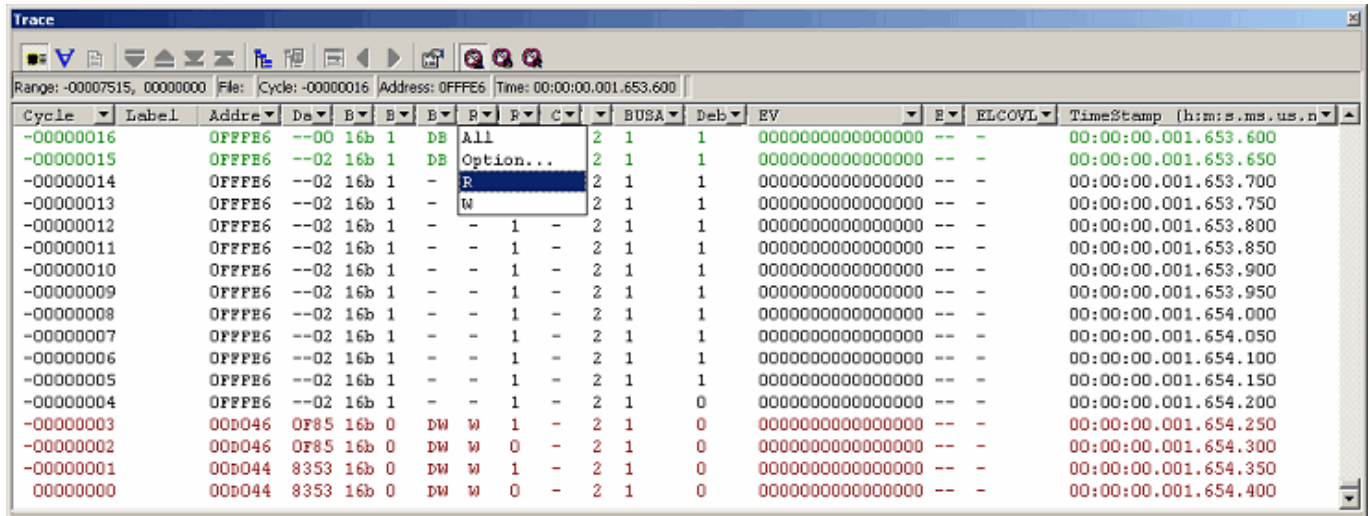 Trace
Range: -00007515, 00000000 File: Cycle: -00000016 Address: 0FFFE6 Time: 00:00:00.001.653.600
Cycle Label Addre Da B B B R R C BUSA Deb EV E ELCOVL TimeStamp (h:m:s.ms.us.n
-00000016 0FFFE6 --00 16b 1 DB All 2 1 1 0000000000000000 -- - 00:00:00.001.653.600
-00000015 0FFFE6 --02 16b 1 DB Option... 2 1 1 0000000000000000 -- - 00:00:00.001.653.650
-00000014 0FFFE6 --02 16b 1 - R 2 1 1 0000000000000000 -- - 00:00:00.001.653.700
-00000013 0FFFE6 --02 16b 1 - W 2 1 1 0000000000000000 -- - 00:00:00.001.653.750
-00000012 0FFFE6 --02 16b 1 - - 1 - 2 1 1 0000000000000000 -- - 00:00:00.001.653.800
-00000011 0FFFE6 --02 16b 1 - - 1 - 2 1 1 0000000000000000 -- - 00:00:00.001.653.850
-00000010 0FFFE6 --02 16b 1 - - 1 - 2 1 1 0000000000000000 -- - 00:00:00.001.653.900
-00000009 0FFFE6 --02 16b 1 - - 1 - 2 1 1 0000000000000000 -- - 00:00:00.001.653.950
-00000008 0FFFE6 --02 16b 1 - - 1 - 2 1 1 0000000000000000 -- - 00:00:00.001.654.000
-00000007 0FFFE6 --02 16b 1 - - 1 - 2 1 1 0000000000000000 -- - 00:00:00.001.654.050
-00000006 0FFFE6 --02 16b 1 - - 1 - 2 1 1 0000000000000000 -- - 00:00:00.001.654.100
-00000005 0FFFE6 --02 16b 1 - - 1 - 2 1 1 0000000000000000 -- - 00:00:00.001.654.150
-00000004 0FFFE6 --02 16b 1 - - 1 - 2 1 0 0000000000000000 -- - 00:00:00.001.654.200
-00000003 00D046 0F85 16b 0 DW W 1 - 2 1 0 0000000000000000 -- - 00:00:00.001.654.250
-00000002 00D046 0F85 16b 0 DW W 0 - 2 1 0 0000000000000000 -- - 00:00:00.001.654.300
-00000001 00D044 8353 16b 0 DW W 1 - 2 1 0 0000000000000000 -- - 00:00:00.001.654.350
00000000 00D044 8353 16b 0 DW W 0 - 2 1 0 0000000000000000 -- - 00:00:00.001.654.400